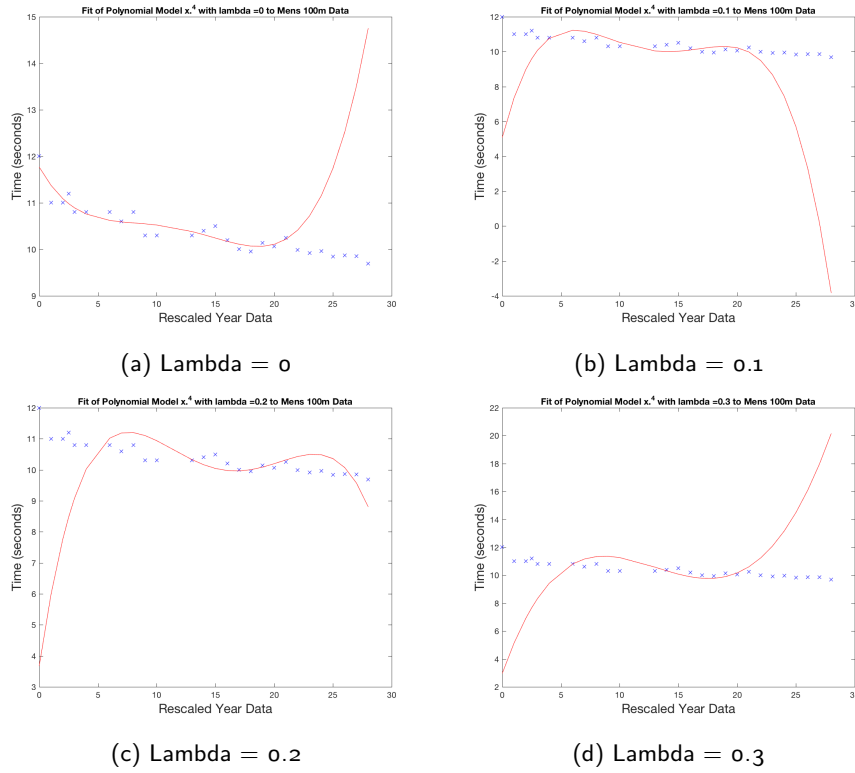 Fit of Polynomial Model x.^4 with lambda =0 to Mens 100m Data
15
14
13
12
11
10
9
Time (seconds)
0 5 10 15 20 25 30
Rescaled Year Data
(a) Lambda = 0
Fit of Polynomial Model x.^4 with lambda =0.1 to Mens 100m Data
12
10
8
6
4
2
0
-2
-4
Time (seconds)
0 5 10 15 20 25 3
Rescaled Year Data
(b) Lambda = 0.1
Fit of Polynomial Model x.^4 with lambda =0.2 to Mens 100m Data
12
11
10
9
8
7
6
5
4
3
Time (seconds)
0 5 10 15 20 25 30
Rescaled Year Data
(c) Lambda = 0.2
Fit of Polynomial Model x.^4 with lambda =0.3 to Mens 100m Data
22
20
18
16
14
12
10
8
6
4
2
Time (seconds)
0 5 10 15 20 25 30
Rescaled Year Data
(d) Lambda = 0.3